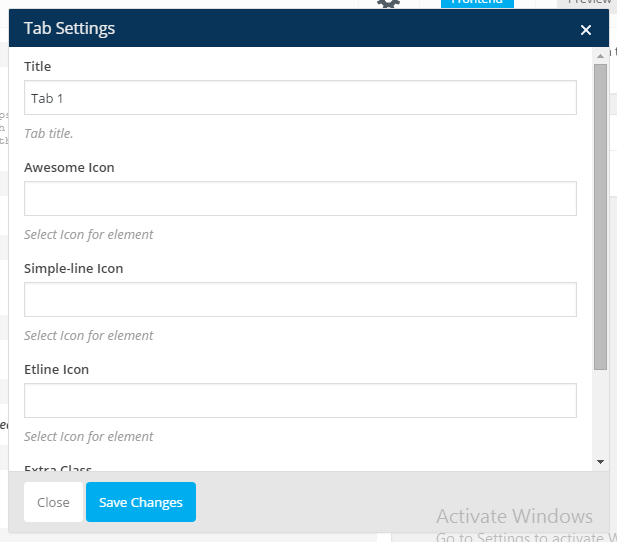 Frontend
Preview
Tab Settings
Title
Tab 1
Tab title.
Awesome Icon
Select Icon for element
Simple-line Icon
Select Icon for element
Etline Icon
Select Icon for element
Extra Class
Close
Save Changes
Activate Windows
Go to Settings to activate W